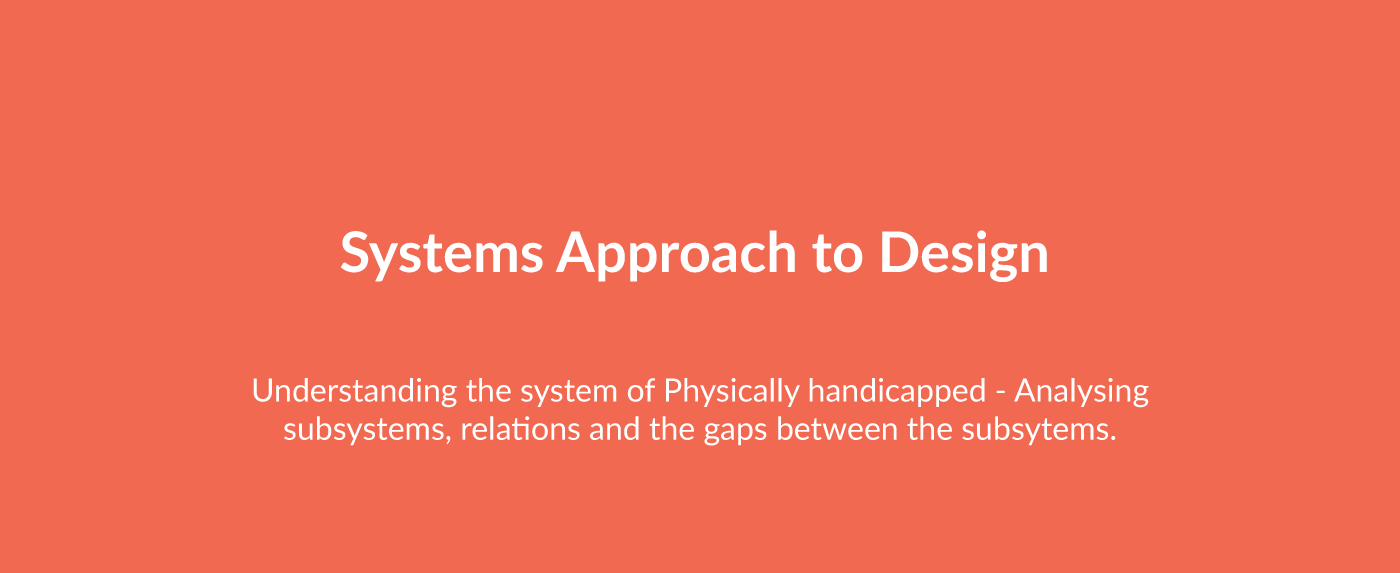 Systems Approach to Design
Understanding the system of Physically handicapped - Analysing
subsystems, relations and the gaps between the subsytems.